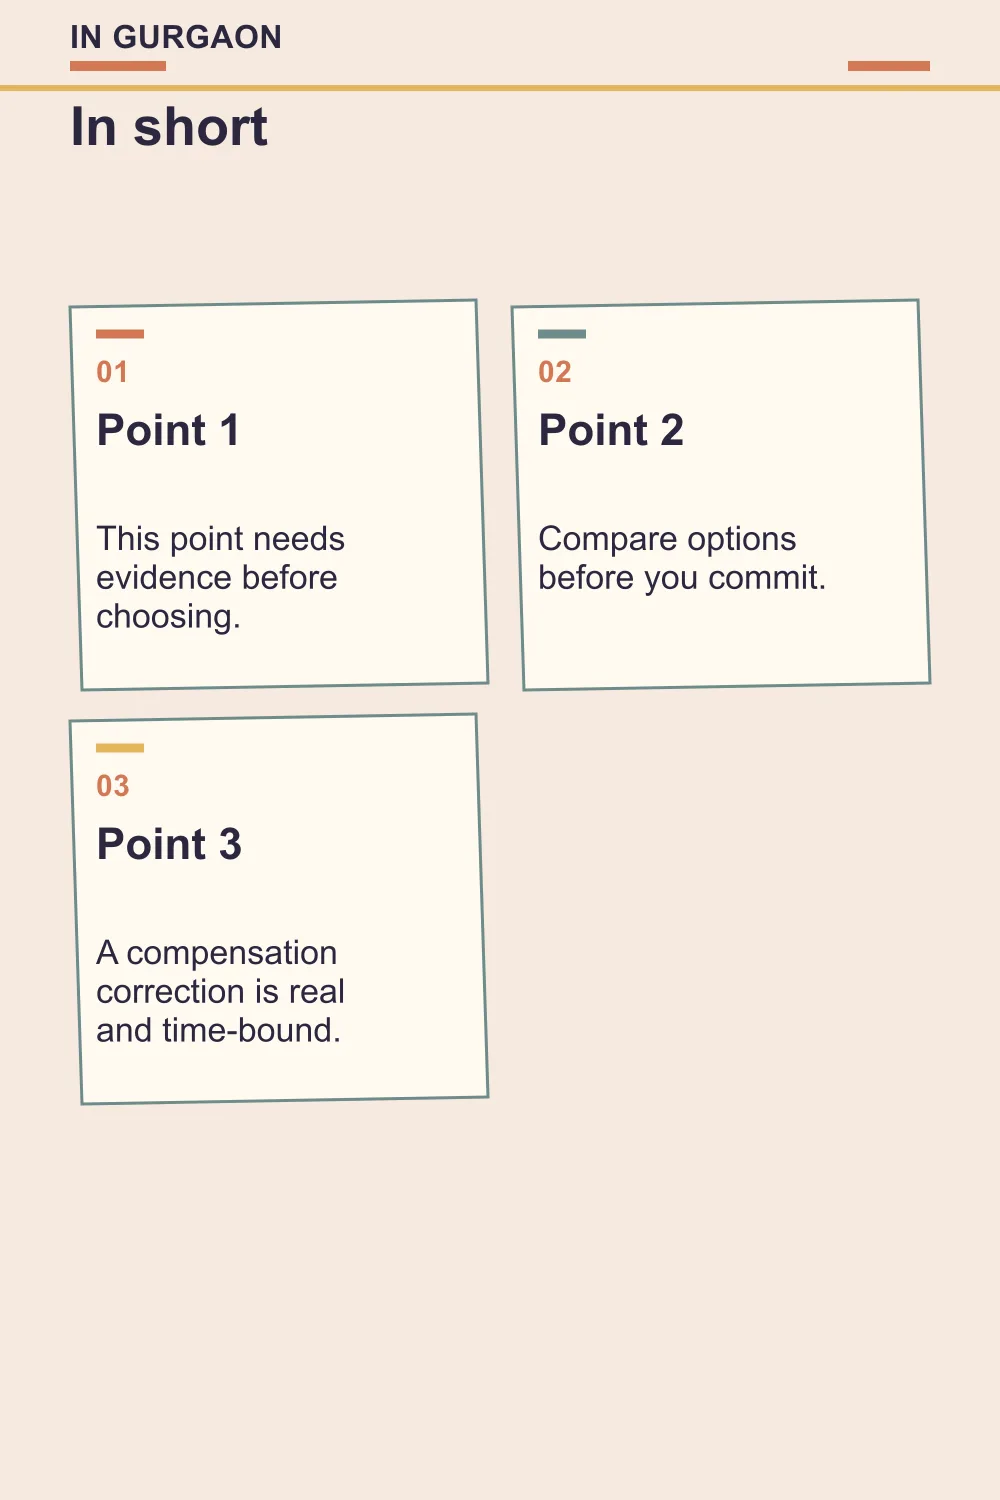 IN GURGAON
In short
01
Point 1
This point needs
evidence before
choosing.
02
Point 2
Compare options
before you commit.
03
Point 3
A compensation
correction is real
and time-bound.